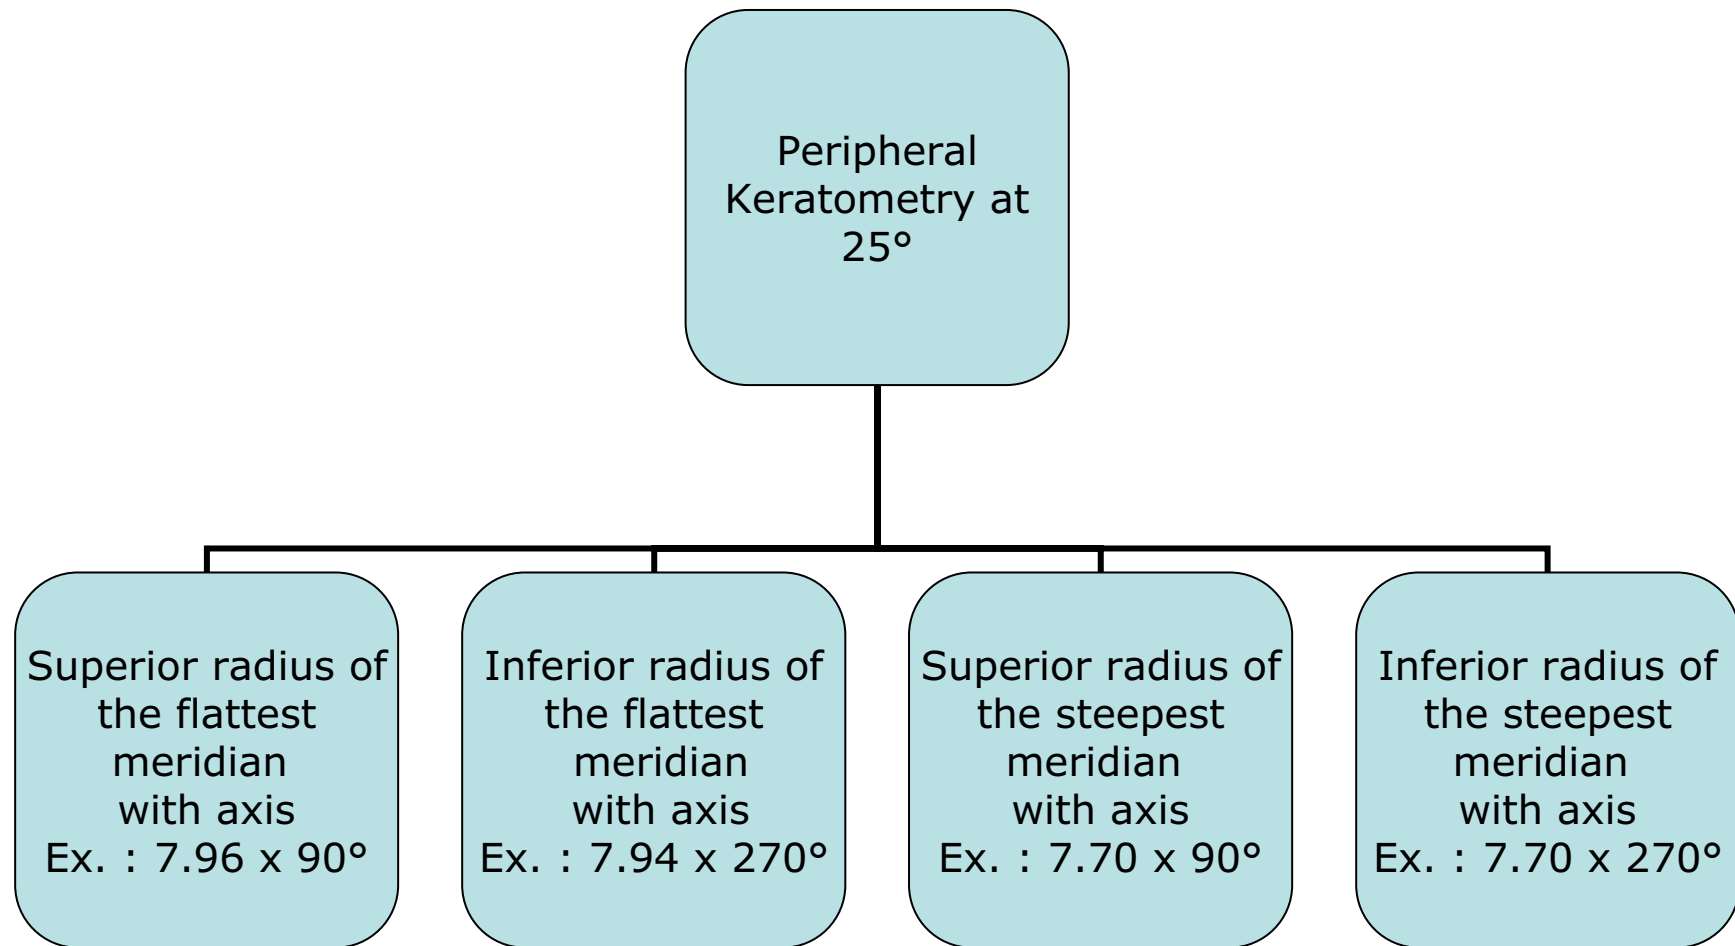 Peripheral
Keratometry at
25°
Superior radius of
the flattest
meridian
with axis
Ex. : 7.96 x 90°
Inferior radius of
the flattest
meridian
with axis
Ex. : 7.94 x 270°
Superior radius of
the steepest
meridian
with axis
Ex. : 7.70 x 90°
Inferior radius of
the steepest
meridian
with axis
Ex. : 7.70 x 270°